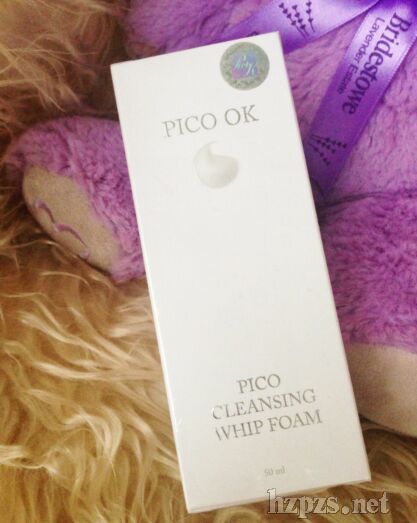 Bridestowe
Lavender Estate
PICO OK
PICO
CLEANSING
WHIP FOAM
50 ml
hzpzs.net